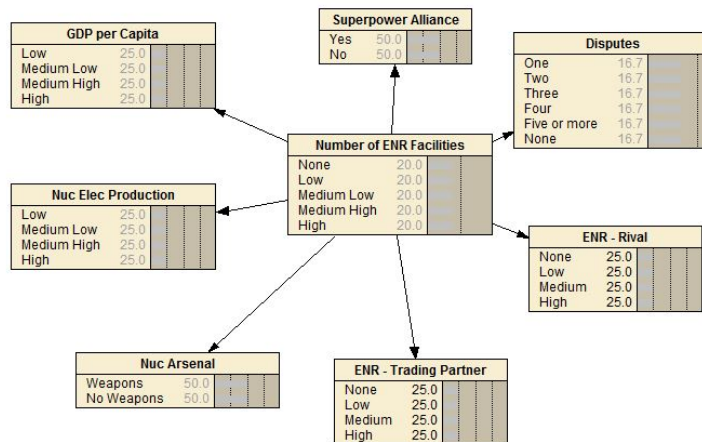 Superpower Alliance
Yes 50.0
No 50.0
GDP per Capita
Low 25.0
Medium Low 25.0
Medium High 25.0
High 25.0
Disputes
One 16.7
Two 16.7
Three 16.7
Four 16.7
Five or more 16.7
None 16.7
Number of ENR Facilities
None 20.0
Low 20.0
Medium Low 20.0
Medium High 20.0
High 20.0
Nuc Elec Production
Low 25.0
Medium Low 25.0
Medium High 25.0
High 25.0
ENR - Rival
None 25.0
Low 25.0
Medium 25.0
High 25.0
Nuc Arsenal
Weapons 50.0
No Weapons 50.0
ENR - Trading Partner
None 25.0
Low 25.0
Medium 25.0
High 25.0